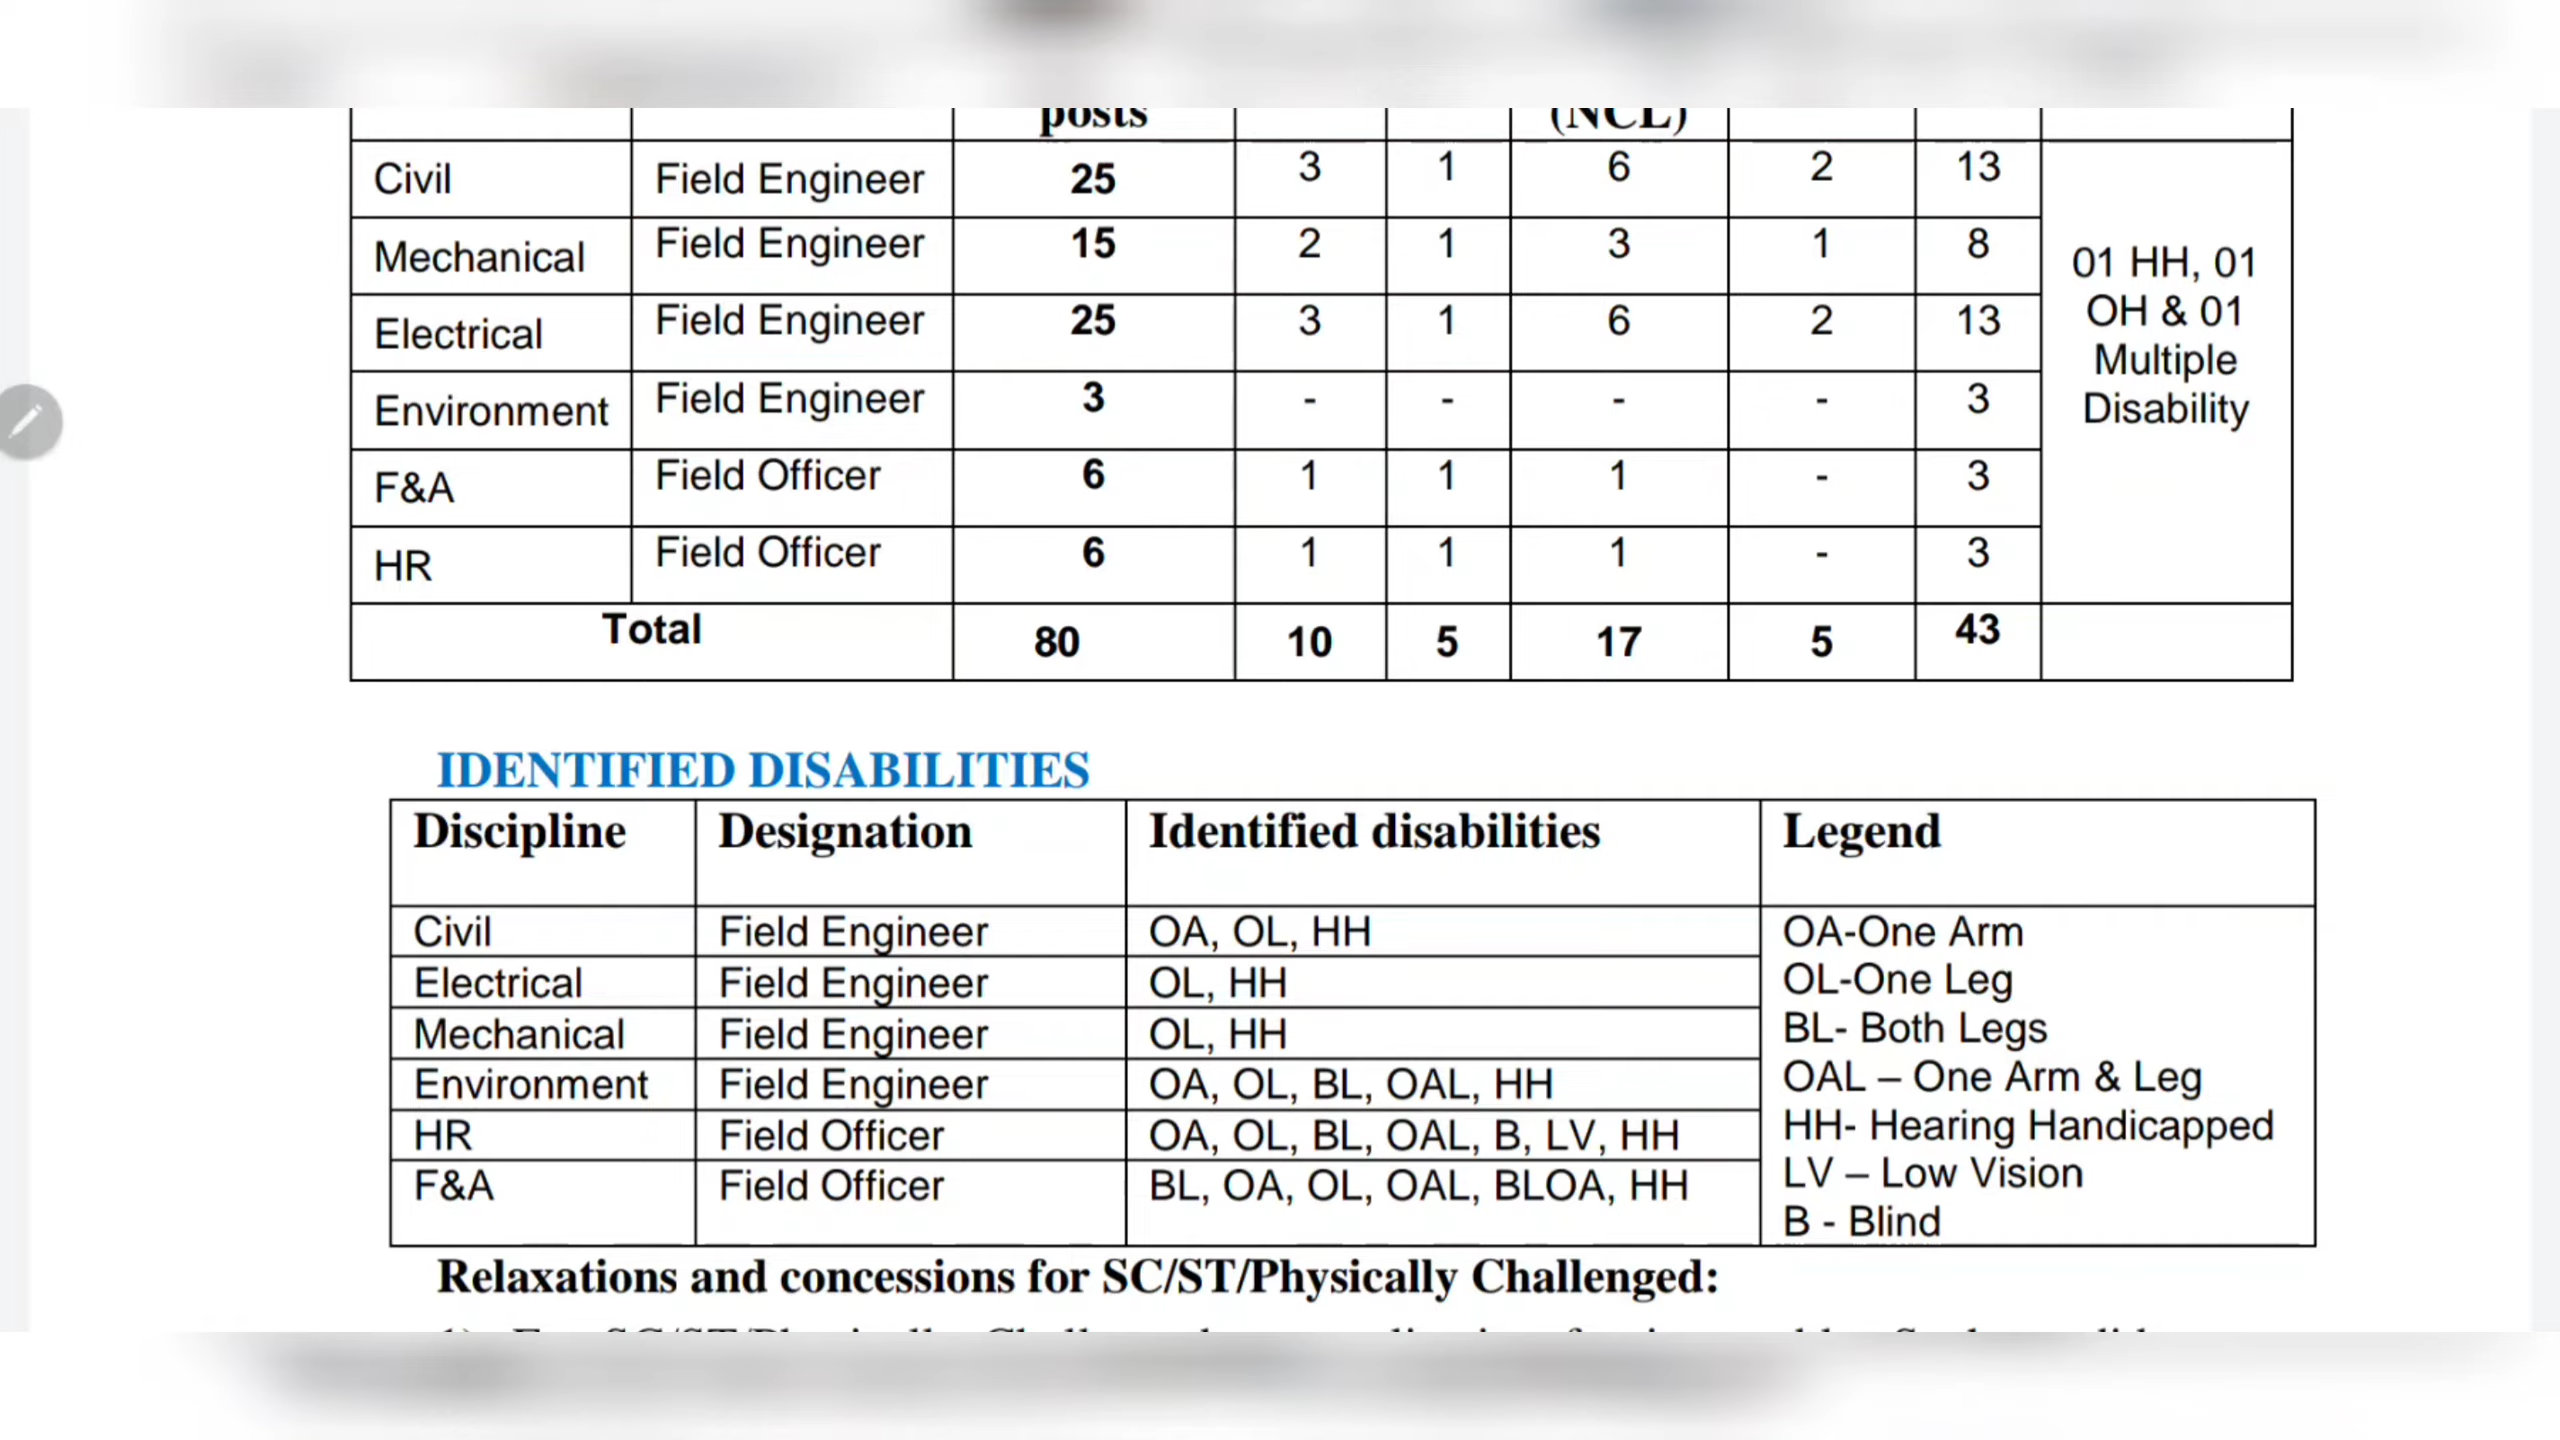 posts (NCL)
Civil Field Engineer 25 3 1 6 2 13
Mechanical Field Engineer 15 2 1 3 1 8
Electrical Field Engineer 25 3 1 6 2 13
Environment Field Engineer 3 - - - - 3
F&A Field Officer 6 1 1 1 - 3
HR Field Officer 6 1 1 1 - 3
01 HH, 01
OH & 01
Multiple
Disability
Total 80 10 5 17 5 43
IDENTIFIED DISABILITIES
Discipline Designation Identified disabilities Legend
Civil Field Engineer OA, OL, HH
Electrical Field Engineer OL, HH
Mechanical Field Engineer OL, HH
Environment Field Engineer OA, OL, BL, OAL, HH
HR Field Officer OA, OL, BL, OAL, B, LV, HH
F&A Field Officer BL, OA, OL, OAL, BLOA, HH
OA-One Arm
OL-One Leg
BL- Both Legs
OAL – One Arm & Leg
HH- Hearing Handicapped
LV – Low Vision
B - Blind
Relaxations and concessions for SC/ST/Physically Challenged: